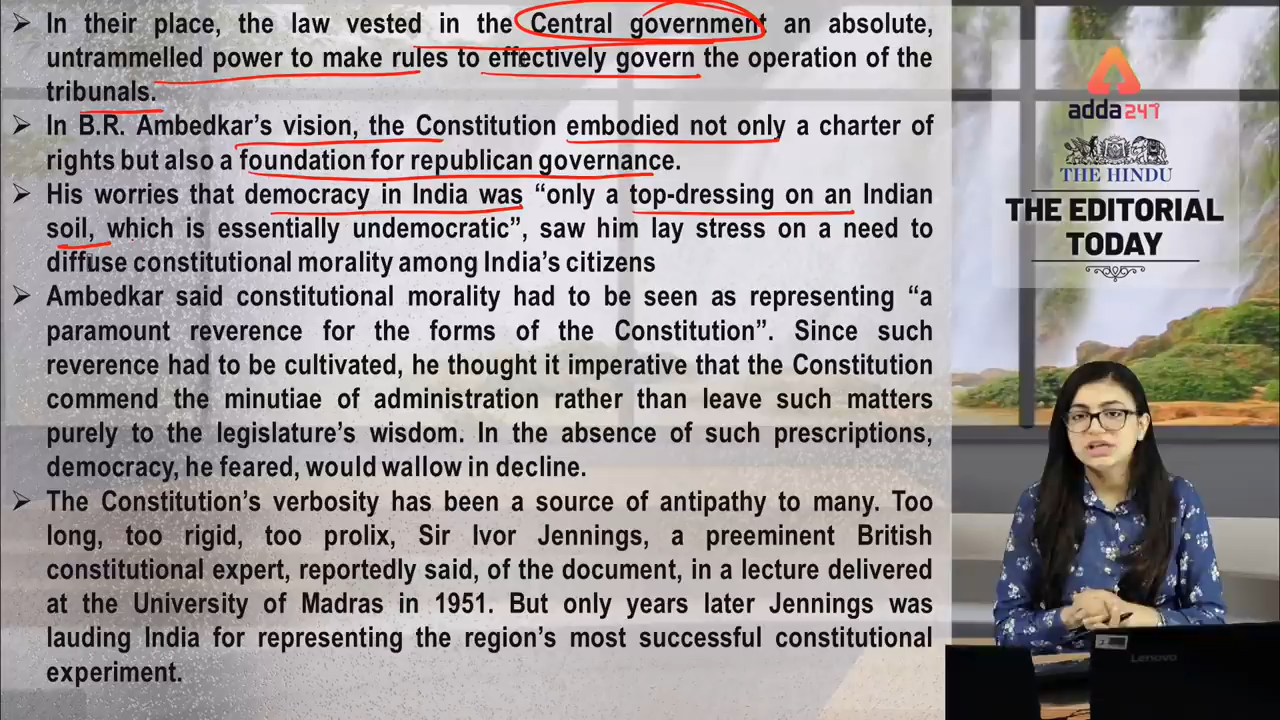 ➢ In their place, the law vested in the Central government an absolute,
untrammelled power to make rules to effectively govern the operation of the
tribunals.
➢ In B.R. Ambedkar's vision, the Constitution embodied not only a charter of
rights but also a foundation for republican governance.
➢ His worries that democracy in India was “only a top-dressing on an Indian
soil, which is essentially undemocratic”, saw him lay stress on a need to
diffuse constitutional morality among India's citizens
➢ Ambedkar said constitutional morality had to be seen as representing “a
paramount reverence for the forms of the Constitution”. Since such
reverence had to be cultivated, he thought it imperative that the Constitution
commend the minutiae of administration rather than leave such matters
purely to the legislature's wisdom. In the absence of such prescriptions,
democracy, he feared, would wallow in decline.
➢ The Constitution's verbosity has been a source of antipathy to many. Too
long, too rigid, too prolix, Sir Ivor Jennings, a preeminent British
constitutional expert, reportedly said, of the document, in a lecture delivered
at the University of Madras in 1951. But only years later Jennings was
lauding India for representing the region's most successful constitutional
experiment.
adda247
THE HINDU
THE EDITORIAL
TODAY
Lenovo